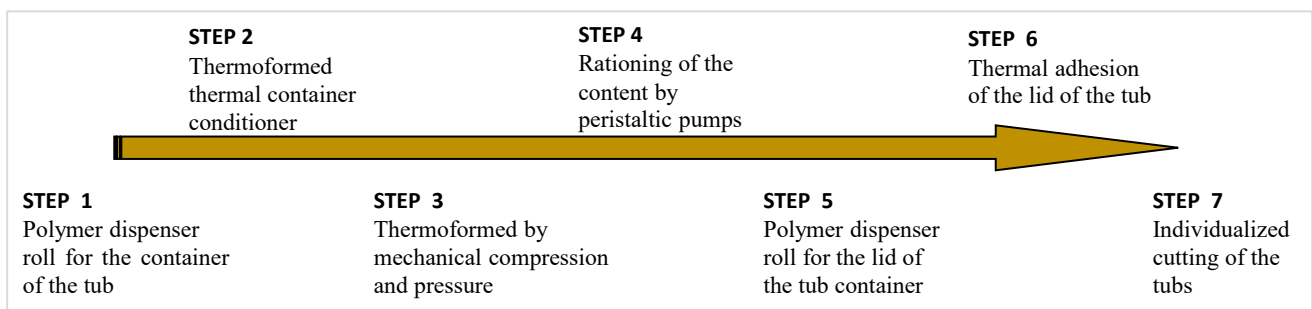 STEP 1
Polymer dispenser
roll for the container
of the tub
STEP 2
Thermoformed
thermal container
conditioner
STEP 3
Thermoformed by
mechanical compression
and pressure
STEP 4
Rationing of the
content by
peristaltic pumps
STEP 5
Polymer dispenser
roll for the lid of
the tub container
STEP 6
Thermal adhesion
of the lid of the tub
STEP 7
Individualized
cutting of the
tubs